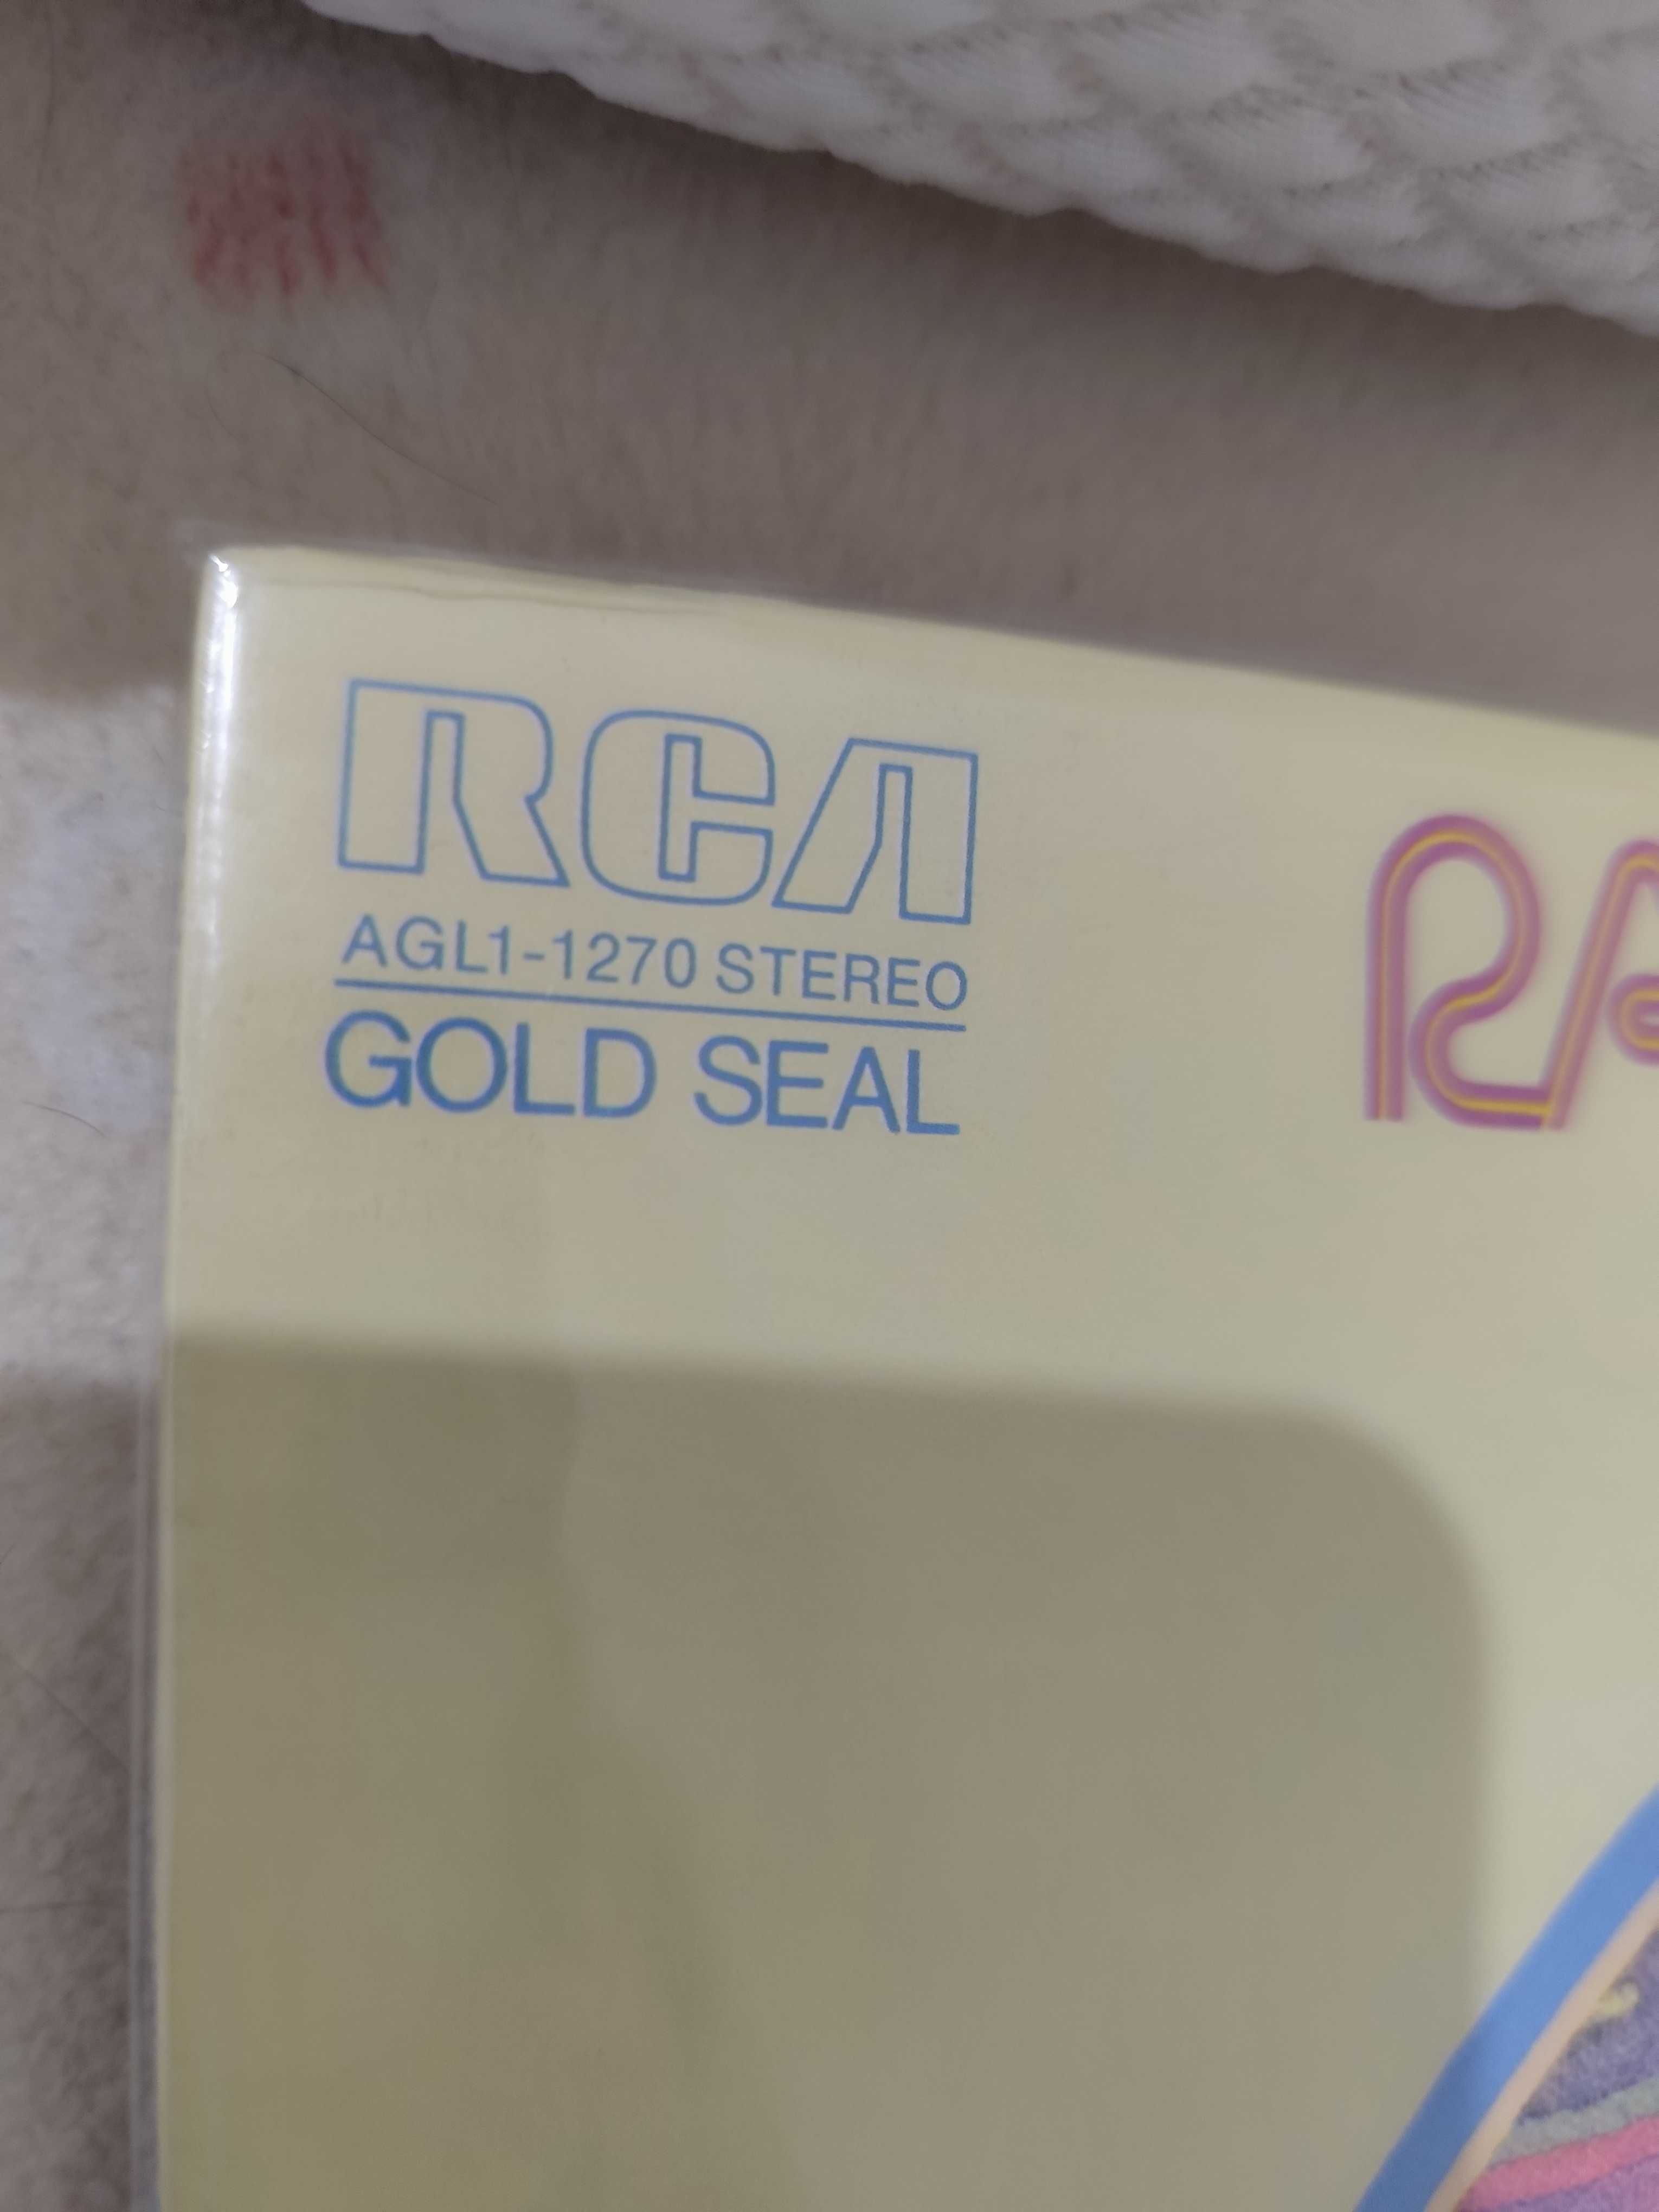 RCA
AGL1-1270 STEREO
GOLD SEAL